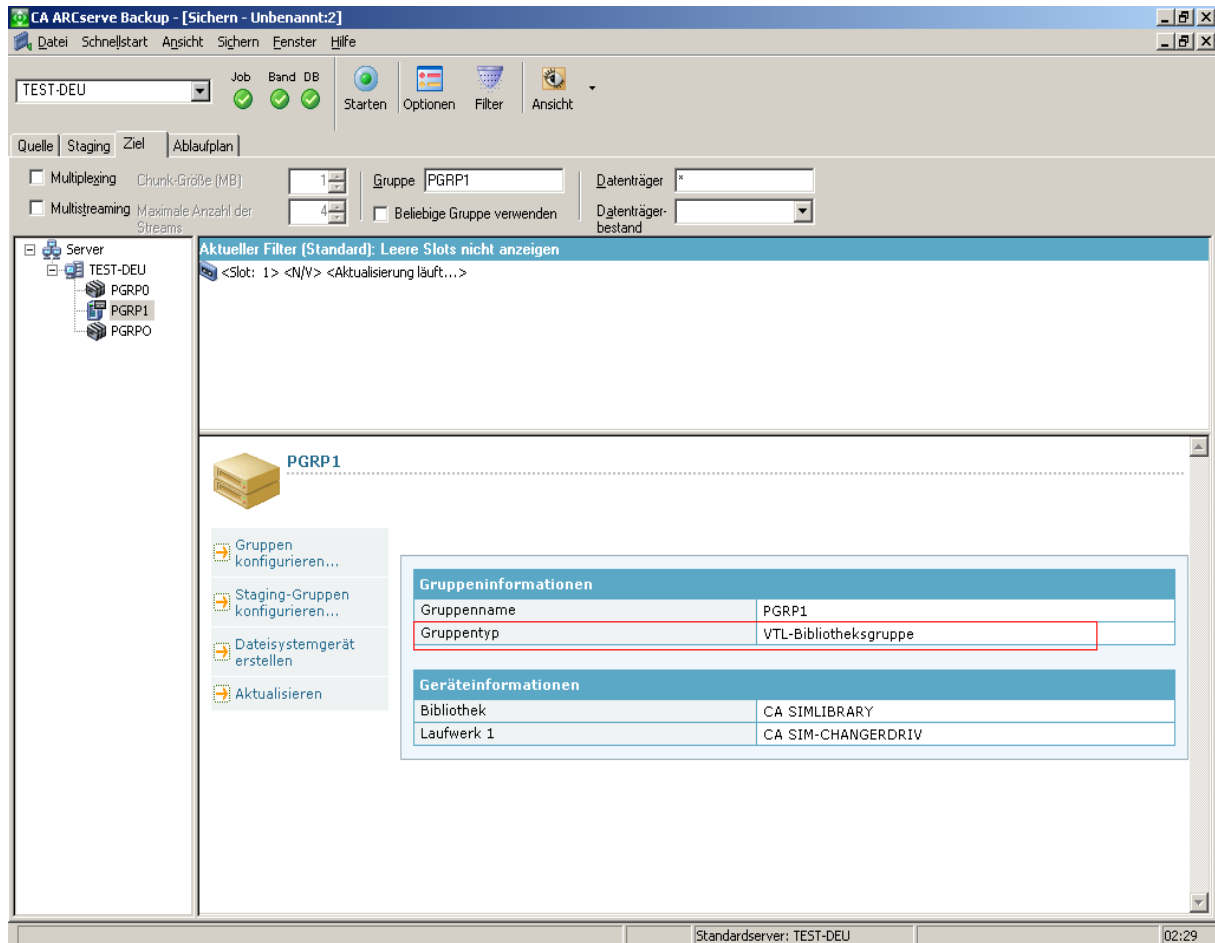 CA ARCserve Backup - [Sichern - Unbenannt:2]
Datei Schnellstart Ansicht Sichern Fenster Hilfe
TEST-DEU
Job Band DB
Starten Optionen Filter Ansicht
Quelle Staging Ziel Ablaufplan
Multiplexing Chunk-Größe (MB) 1 Gruppe PGRP1 Datenträger *
Multistreaming Maximale Anzahl der Streams 4 Beliebige Gruppe verwenden Datenträger-bestand
Server
TEST-DEU
PGRP0
PGRP1
PGRPO
Aktueller Filter (Standard): Leere Slots nicht anzeigen
<Slot: 1> <N/V> <Aktualisierung läuft...>
PGRP1
Gruppen
konfigurieren...
Staging-Gruppen
konfigurieren...
Dateisystemgerät
erstellen
Aktualisieren
Gruppeninformationen
Gruppenname PGRP1
Gruppentyp VTL-Bibliotheksgruppe
Geräteinformationen
Bibliothek CA SIMLIBRARY
Laufwerk 1 CA SIM-CHANGERDRIV
Standardserver: TEST-DEU 02:29